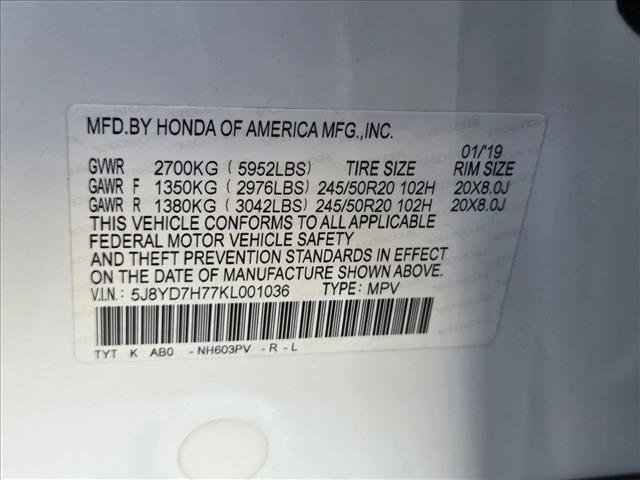 MFD.BY HONDA OF AMERICA MFG.,INC.
01/'19
GVWR 2700KG (5952LBS) TIRE SIZE RIM SIZE
GAWR F 1350KG (2976LBS) 245/50R20 102H 20X8.0J
GAWR R 1380KG (3042LBS) 245/50R20 102H 20X8.0J
THIS VEHICLE CONFORMS TO ALL APPLICABLE
FEDERAL MOTOR VEHICLE SAFETY
AND THEFT PREVENTION STANDARDS IN EFFECT
ON THE DATE OF MANUFACTURE SHOWN ABOVE.
V.I.N.: 5J8YD7H77KL001036 TYPE: MPV
TYT K AB0 -NH603PV -R-L